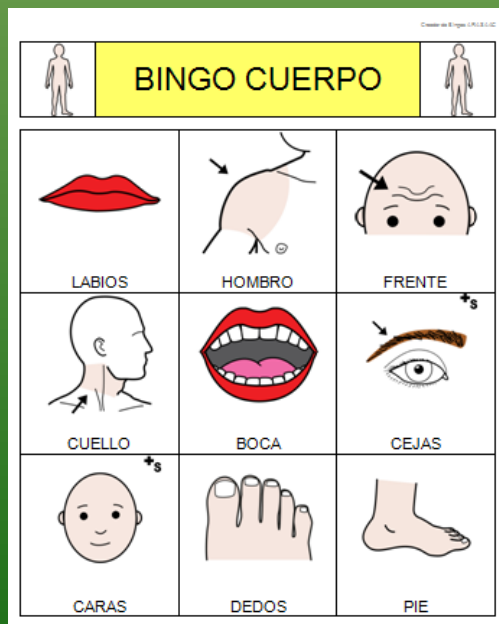 BINGO CUERPO
LABIOS
HOMBRO
FRENTE
CUELLO
BOCA
+s
CEJAS
+s
CARAS
DEDOS
PIE